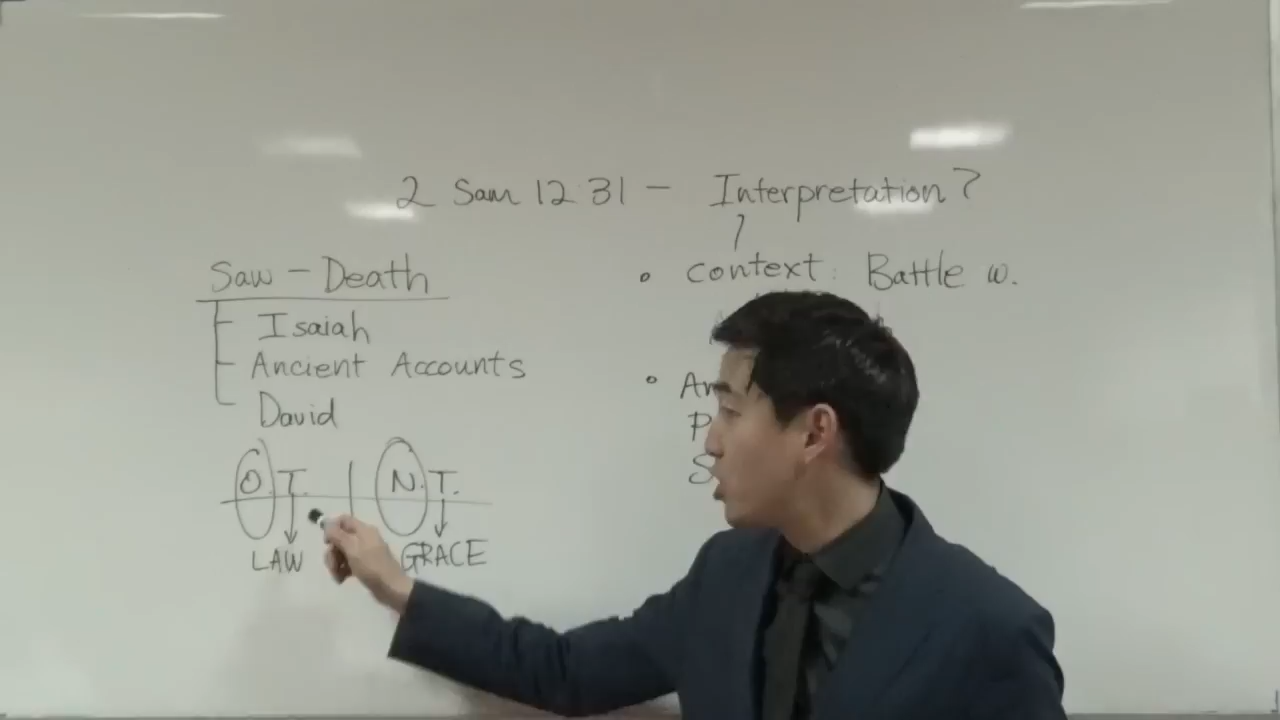 2 Sam 12:31 – Interpretation?
Saw – Death
Isaiah
Ancient Accounts
David
O.T. | N.T.
LAW GRACE
• Context: Battle w.
•